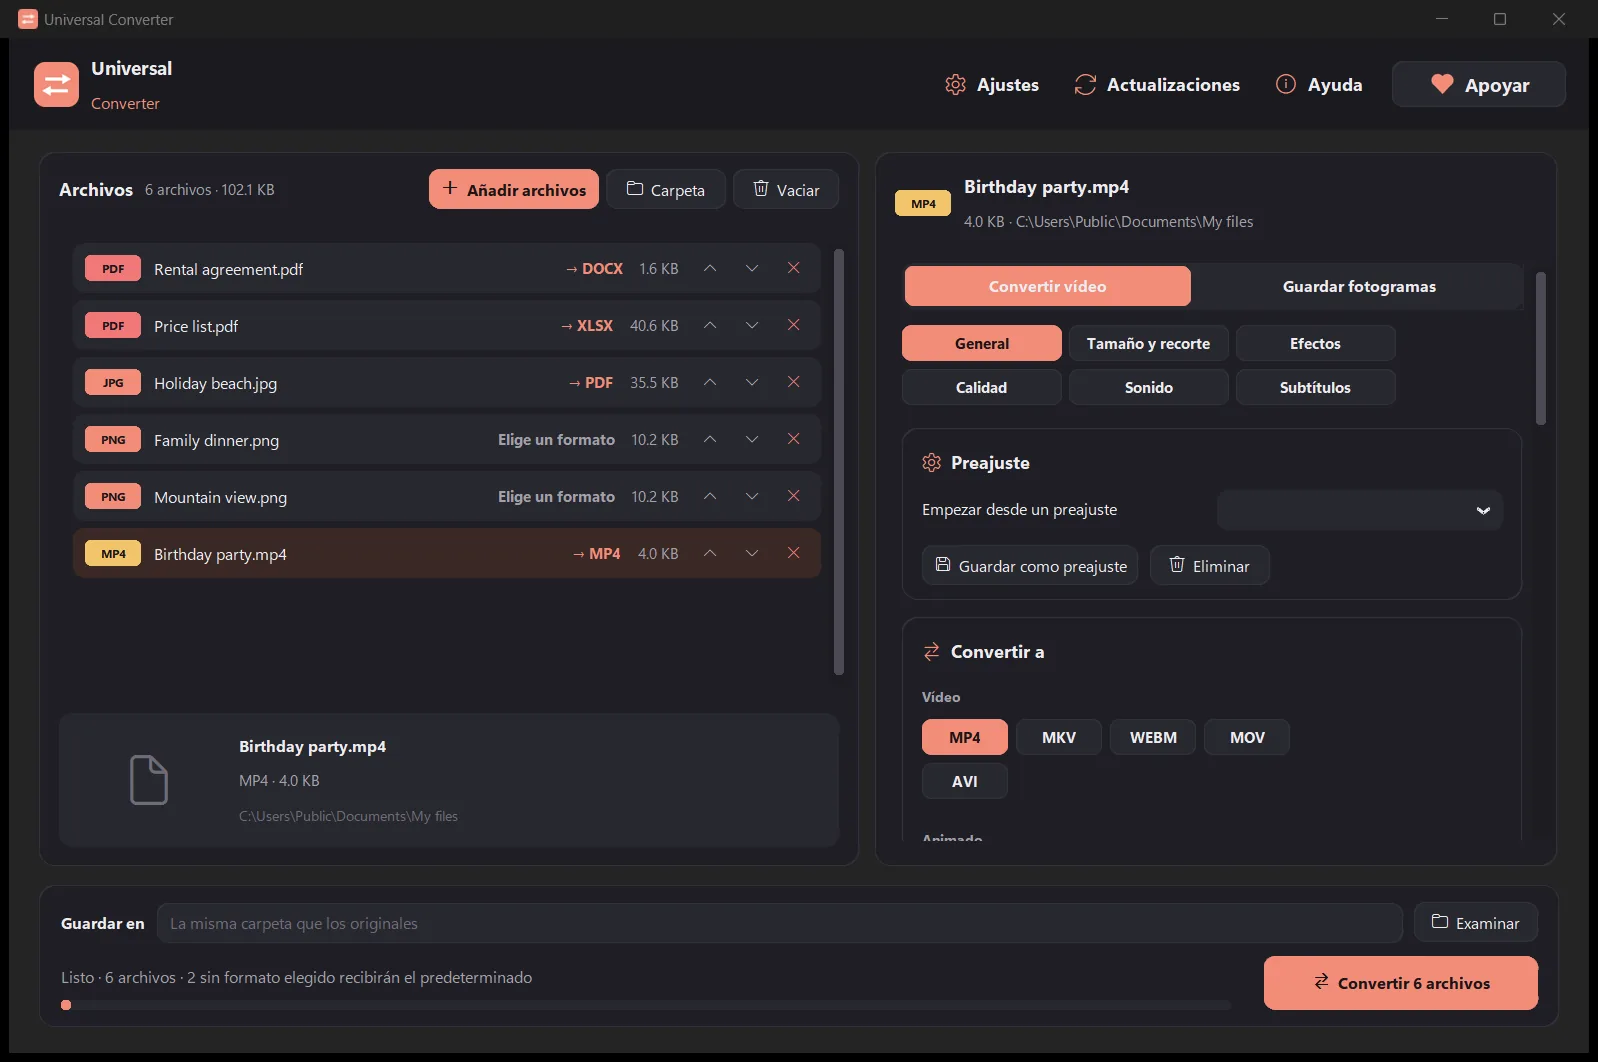 Universal Converter
Universal
Converter
Ajustes
Actualizaciones
Ayuda
Apoyar
Archivos 6 archivos · 102.1 KB
Añadir archivos
Carpeta
Vaciar
PDF Rental agreement.pdf → DOCX 1.6 KB
PDF Price list.pdf → XLSX 40.6 KB
JPG Holiday beach.jpg → PDF 35.5 KB
PNG Family dinner.png Elige un formato 10.2 KB
PNG Mountain view.png Elige un formato 10.2 KB
MP4 Birthday party.mp4 → MP4 4.0 KB
Birthday party.mp4
MP4 · 4.0 KB
C:\Users\Public\Documents\My files
MP4
Birthday party.mp4
4.0 KB · C:\Users\Public\Documents\My files
Convertir vídeo
Guardar fotogramas
General
Tamaño y recorte
Efectos
Calidad
Sonido
Subtítulos
Preajuste
Empezar desde un preajuste
Guardar como preajuste
Eliminar
Convertir a
Vídeo
MP4
MKV
WEBM
MOV
AVI
Animado
Guardar en
La misma carpeta que los originales
Examinar
Listo · 6 archivos · 2 sin formato elegido recibirán el predeterminado
Convertir 6 archivos